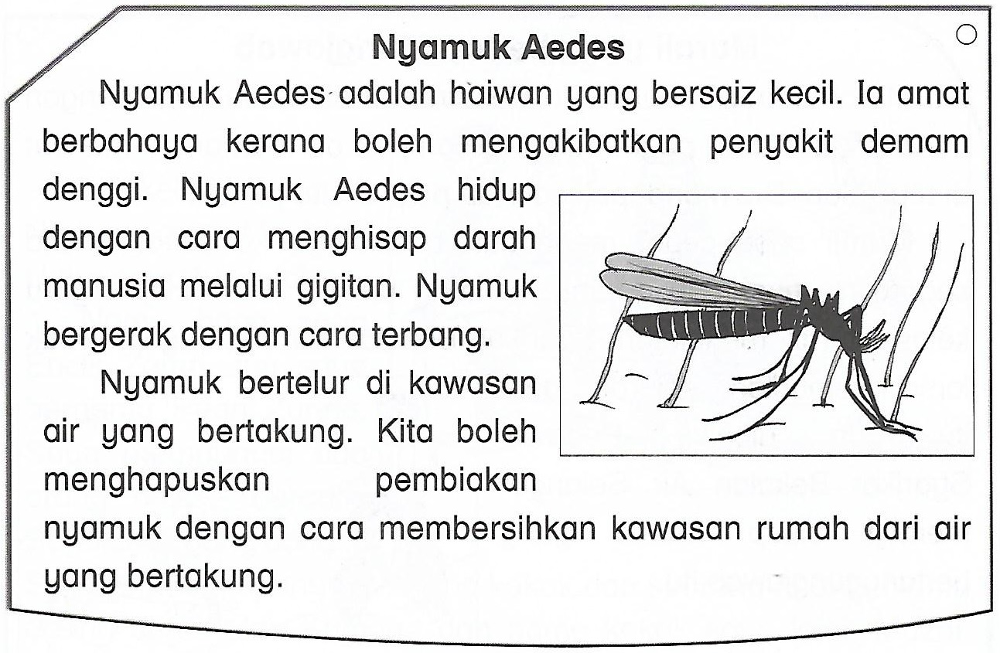 Nyamuk Aedes
Nyamuk Aedes adalah haiwan yang bersaiz kecil. Ia amat
berbahaya kerana boleh mengakibatkan penyakit demam
denggi. Nyamuk Aedes hidup
dengan cara menghisap darah
manusia melalui gigitan. Nyamuk
bergerak dengan cara terbang.
Nyamuk bertelur di kawasan
air yang bertakung. Kita boleh
menghapuskan pembiakan
nyamuk dengan cara membersihkan kawasan rumah dari air
yang bertakung.